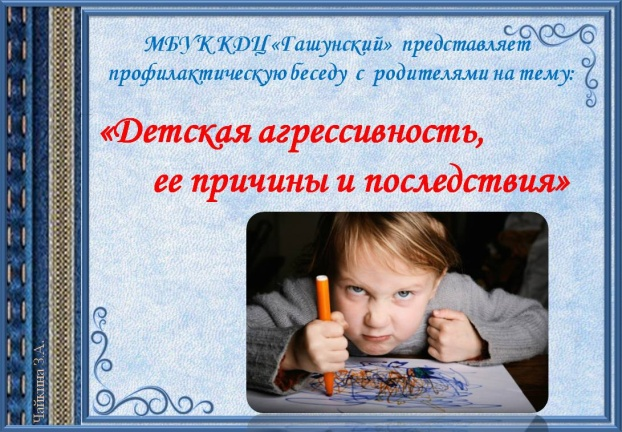 МБУК КДЦ «Гашунский» представляет
профилактическую беседу с родителями на тему:
«Детская агрессивность,
ее причины и последствия»
Чайкина З.А.